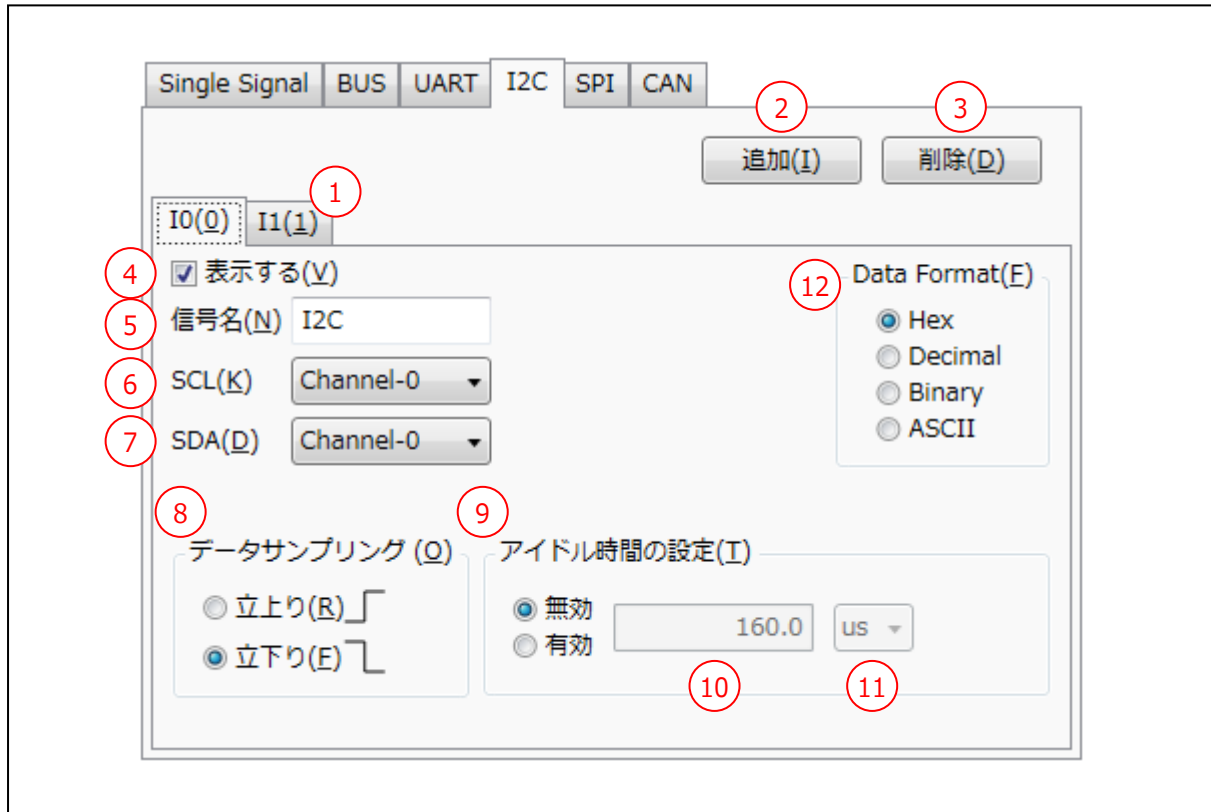 Single Signal BUS UART I2C SPI CAN
2 3
追加(I) 削除(D)
1
I0(0) I1(1)
4 表示する(V)
5 信号名(N) I2C
6 SCL(K) Channel-0
7 SDA(D) Channel-0
12 Data Format(F)
Hex
Decimal
Binary
ASCII
8
データサンプリング (O)
立上り(R)
立下り(F)
9
アイドル時間の設定(T)
無効
有効
160.0 us
10 11